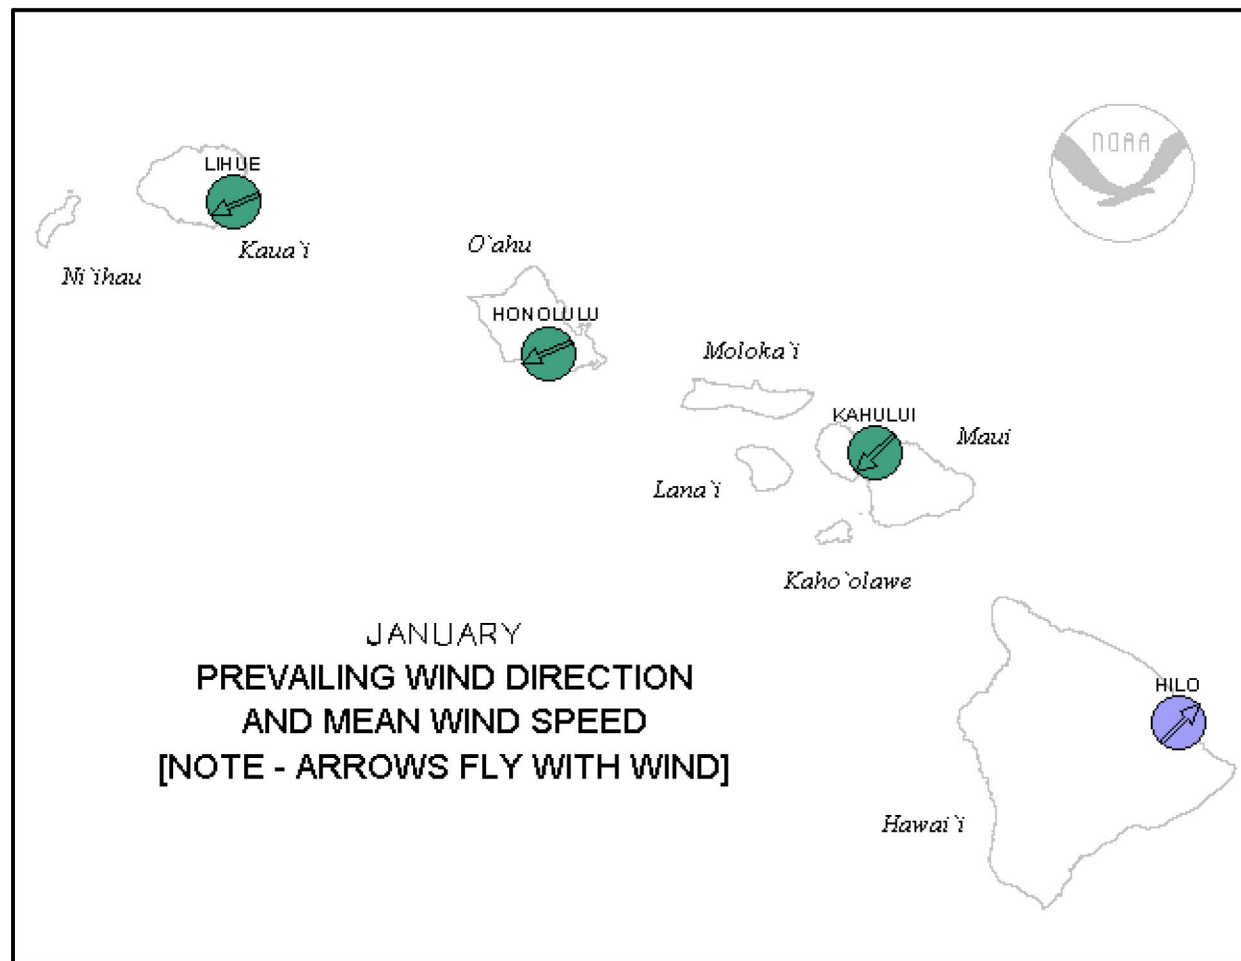 NOAA
LIHUE
Kaua`i
Ni`ihau
O`ahu
HONOLULU
Moloka`i
KAHULUI
Maui
Lana`i
Kaho`olawe
JANUARY
PREVAILING WIND DIRECTION
AND MEAN WIND SPEED
[NOTE - ARROWS FLY WITH WIND]
HILO
Hawai`i